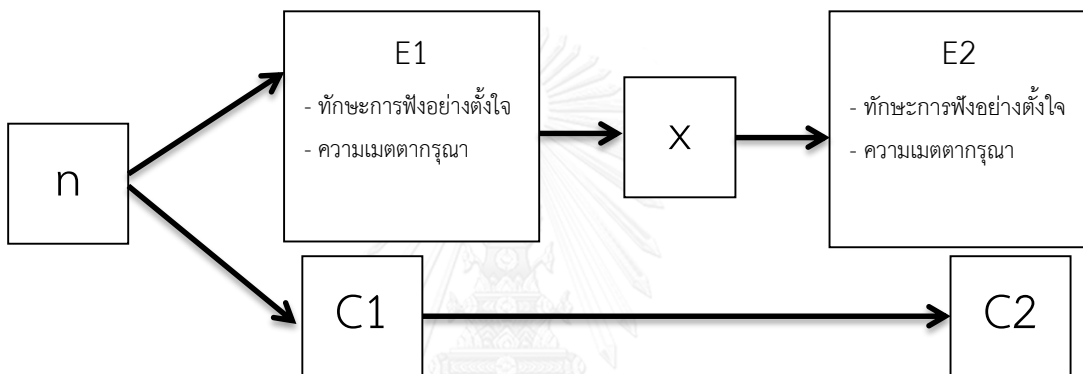 n
E1
- ทักษะการฟังอย่างตั้งใจ
- ความเมตตากรุณา
X
E2
- ทักษะการฟังอย่างตั้งใจ
- ความเมตตากรุณา
C1
C2